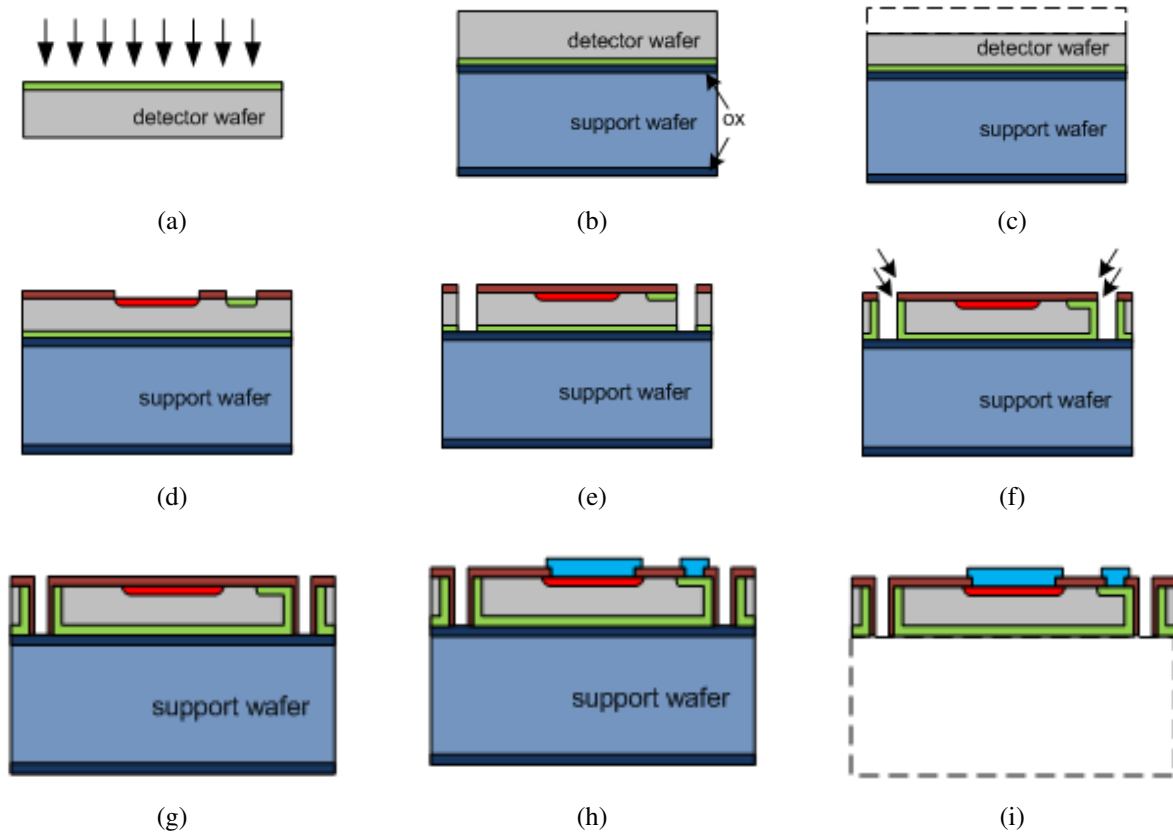 detector wafer
detector wafer
support wafer
ox
detector wafer
support wafer
(a)
(b)
(c)
support wafer
support wafer
support wafer
(d)
(e)
(f)
support wafer
support wafer
(g)
(h)
(i)